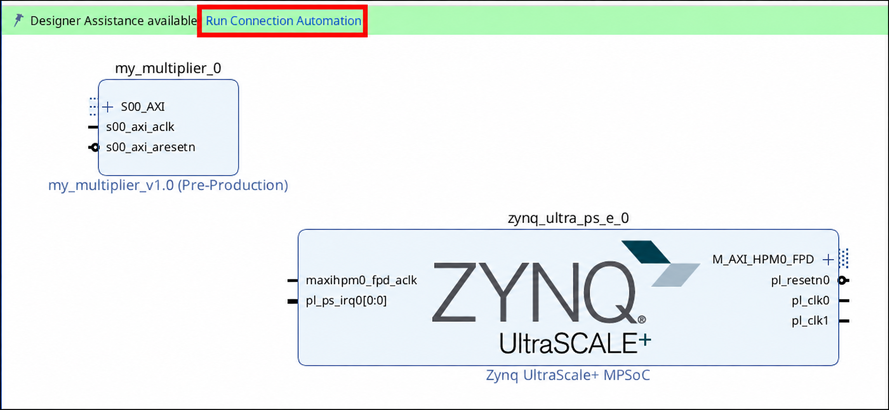 Designer Assistance available. Run Connection Automation
my_multiplier_0
S00_AXI
s00_axi_aclk
s00_axi_aresetn
my_multiplier_v1.0 (Pre-Production)
zynq_ultra_ps_e_0
M_AXI_HPM0_FPD
maxihpm0_fpd_aclk
pl_resetn0
pl_ps_irq0[0:0]
pl_clk0
pl_clk1
ZYNQ®
UltraSCALE+
Zynq UltraScale+ MPSoC